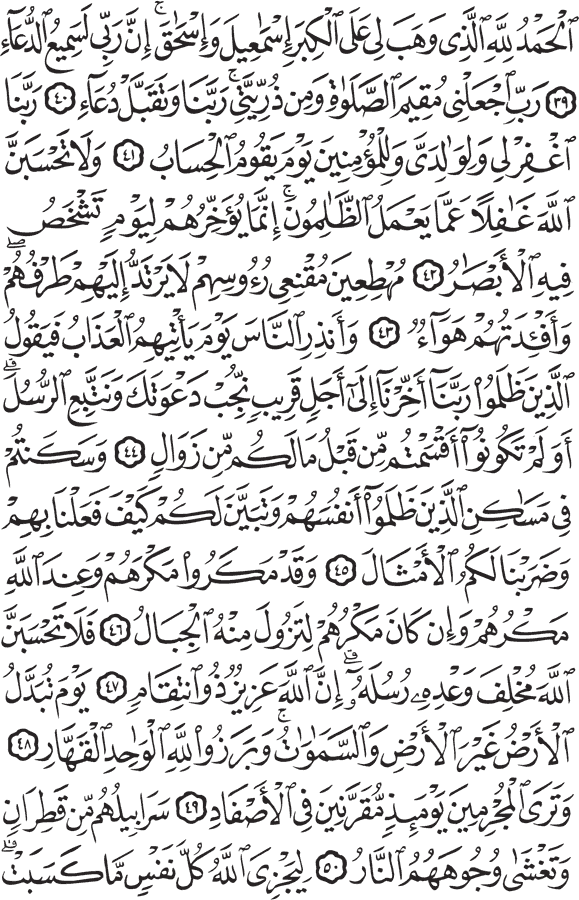 ٱلْحَمْدُ لِلَّهِ ٱلَّذِى وَهَبَ لِى عَلَى ٱلْكِبَرِ إِسْمَٰعِيلَ وَإِسْحَٰقَ ۚ إِنَّ رَبِّى لَسَمِيعُ ٱلدُّعَآءِ
٣٩ رَبِّ ٱجْعَلْنِى مُقِيمَ ٱلصَّلَوٰةِ وَمِن ذُرِّيَّتِى ۚ رَبَّنَا وَتَقَبَّلْ دُعَآءِ ٤٠ رَبَّنَا
ٱغْفِرْ لِى وَلِوَٰلِدَىَّ وَلِلْمُؤْمِنِينَ يَوْمَ يَقُومُ ٱلْحِسَابُ ٤١ وَلَا تَحْسَبَنَّ
ٱللَّهَ غَٰفِلًا عَمَّا يَعْمَلُ ٱلظَّٰلِمُونَ ۚ إِنَّمَا يُؤَخِّرُهُمْ لِيَوْمٍ تَشْخَصُ
فِيهِ ٱلْأَبْصَٰرُ ٤٢ مُهْطِعِينَ مُقْنِعِى رُءُوسِهِمْ لَا يَرْتَدُّ إِلَيْهِمْ طَرْفُهُمْ ۖ
وَأَفْـِٔدَتُهُمْ هَوَآءٌ ٤٣ وَأَنذِرِ ٱلنَّاسَ يَوْمَ يَأْتِيهِمُ ٱلْعَذَابُ فَيَقُولُ
ٱلَّذِينَ ظَلَمُوا۟ رَبَّنَآ أَخِّرْنَآ إِلَىٰٓ أَجَلٍ قَرِيبٍ نُّجِبْ دَعْوَتَكَ وَنَتَّبِعِ ٱلرُّسُلَ ۗ
أَوَلَمْ تَكُونُوٓا۟ أَقْسَمْتُم مِّن قَبْلُ مَا لَكُم مِّن زَوَالٍ ٤٤ وَسَكَنتُمْ
فِى مَسَٰكِنِ ٱلَّذِينَ ظَلَمُوٓا۟ أَنفُسَهُمْ وَتَبَيَّنَ لَكُمْ كَيْفَ فَعَلْنَا بِهِمْ
وَضَرَبْنَا لَكُمُ ٱلْأَمْثَالَ ٤٥ وَقَدْ مَكَرُوا۟ مَكْرَهُمْ وَعِندَ ٱللَّهِ
مَكْرُهُمْ وَإِن كَانَ مَكْرُهُمْ لِتَزُولَ مِنْهُ ٱلْجِبَالُ ٤٦ فَلَا تَحْسَبَنَّ
ٱللَّهَ مُخْلِفَ وَعْدِهِۦ رُسُلَهُۥٓ ۗ إِنَّ ٱللَّهَ عَزِيزٌ ذُو ٱنتِقَامٍ ٤٧ يَوْمَ تُبَدَّلُ
ٱلْأَرْضُ غَيْرَ ٱلْأَرْضِ وَٱلسَّمَٰوَٰتُ ۖ وَبَرَزُوا۟ لِلَّهِ ٱلْوَٰحِدِ ٱلْقَهَّارِ ٤٨
وَتَرَى ٱلْمُجْرِمِينَ يَوْمَئِذٍ مُّقَرَّنِينَ فِى ٱلْأَصْفَادِ ٤٩ سَرَابِيلُهُم مِّن قَطِرَانٍ
وَتَغْشَىٰ وُجُوهَهُمُ ٱلنَّارُ ٥٠ لِيَجْزِىَ ٱللَّهُ كُلَّ نَفْسٍ مَّا كَسَبَتْ ۚ